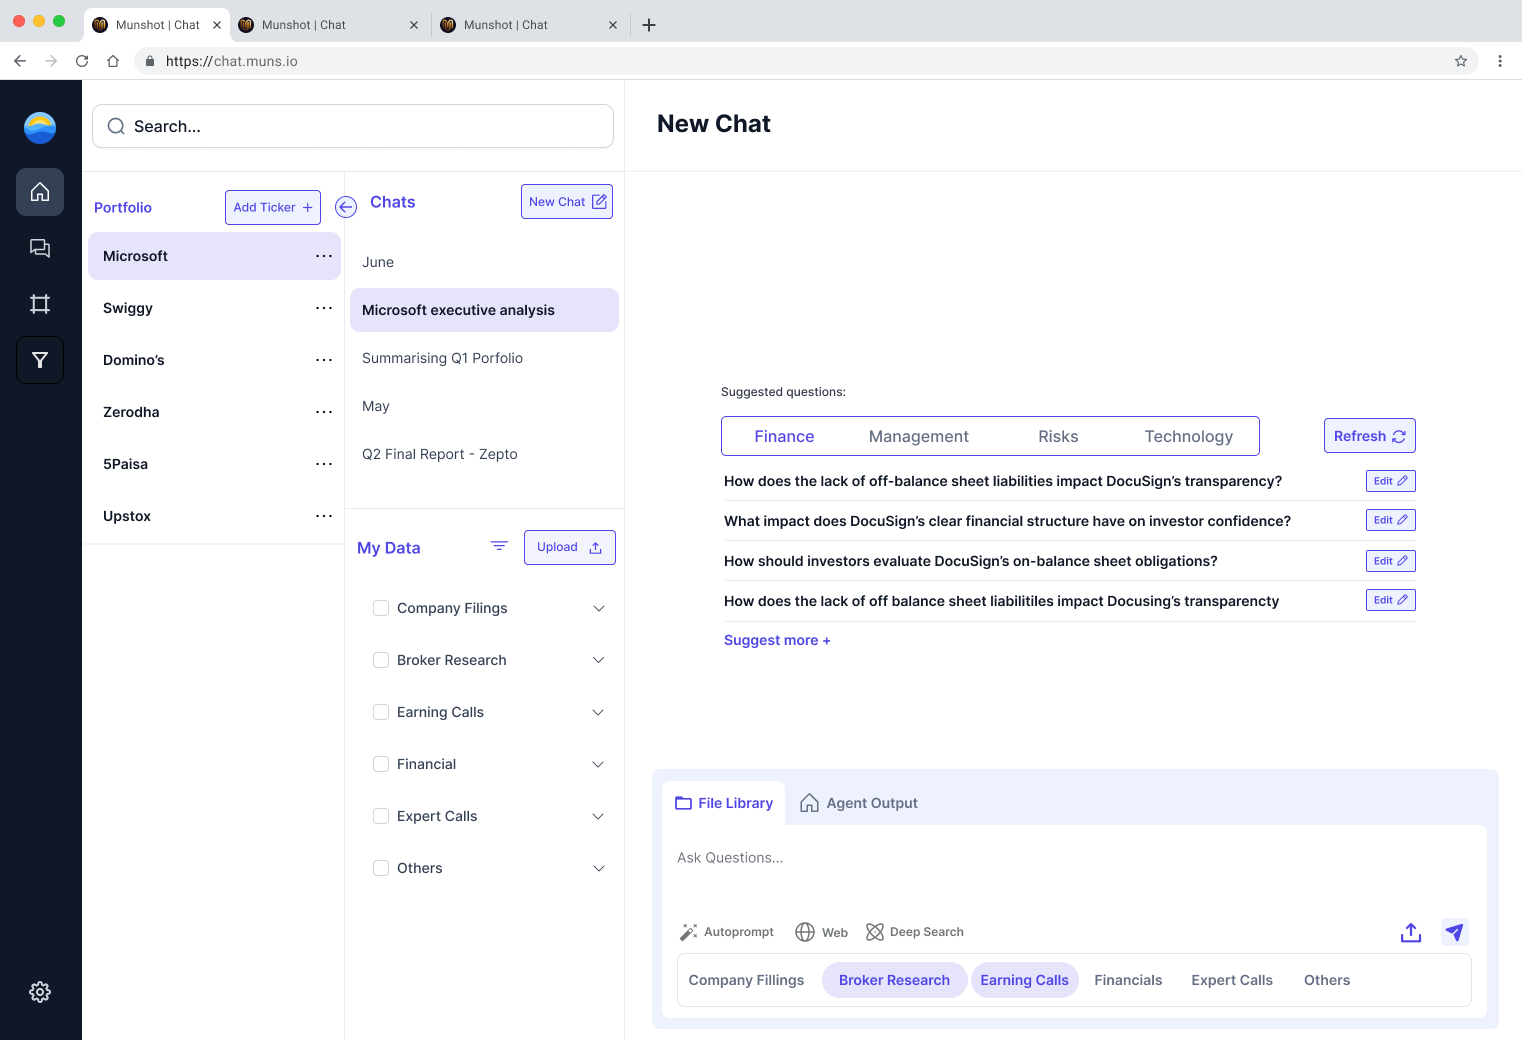 Munshot | Chat
Munshot | Chat
Munshot | Chat
https://chat.muns.io
Search...
New Chat
Portfolio
Add Ticker +
Microsoft
Swiggy
Domino’s
Zerodha
5Paisa
Upstox
Chats
New Chat
June
Microsoft executive analysis
Summarising Q1 Porfolio
May
Q2 Final Report - Zepto
My Data
Upload
Company Filings
Broker Research
Earning Calls
Financial
Expert Calls
Others
Suggested questions:
Finance Management Risks Technology
Refresh
How does the lack of off-balance sheet liabilities impact DocuSign’s transparency?
Edit
What impact does DocuSign’s clear financial structure have on investor confidence?
Edit
How should investors evaluate DocuSign’s on-balance sheet obligations?
Edit
How does the lack of off balance sheet liabilitiles impact Docusing’s transparencty
Edit
Suggest more +
File Library
Agent Output
Ask Questions...
Autoprompt Web Deep Search
Company Fillings Broker Research Earning Calls Financials Expert Calls Others